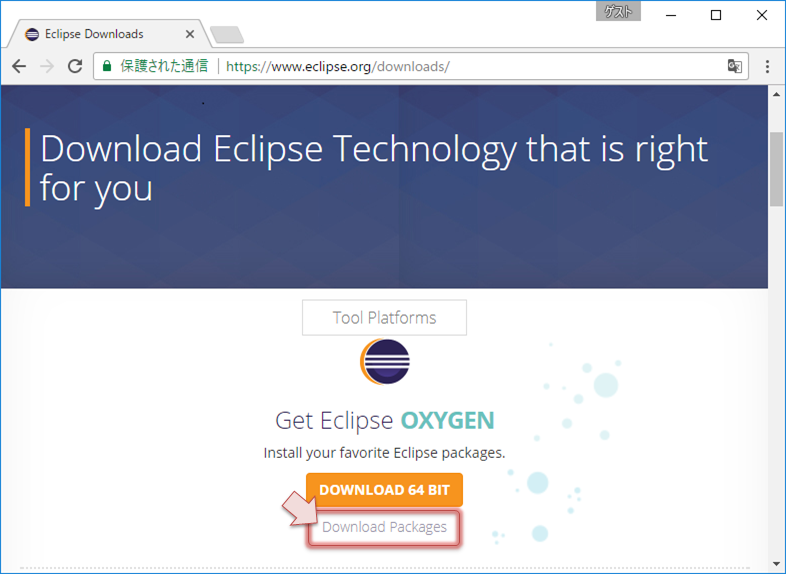 ゲスト
Eclipse Downloads
保護された通信 https://www.eclipse.org/downloads/
Download Eclipse Technology that is right
for you
Tool Platforms
Get Eclipse OXYGEN
Install your favorite Eclipse packages.
DOWNLOAD 64 BIT
Download Packages